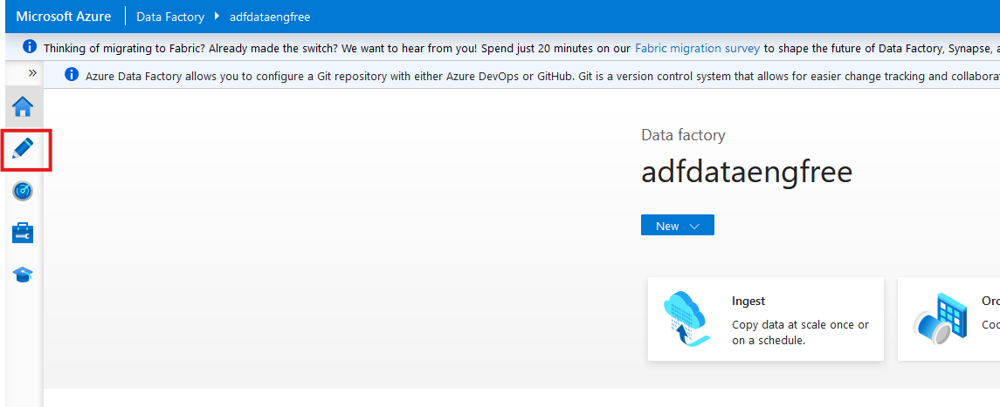 Microsoft Azure Data Factory adfdataengfree
Thinking of migrating to Fabric? Already made the switch? We want to hear from you! Spend just 20 minutes on our Fabric migration survey to shape the future of Data Factory, Synapse,
Azure Data Factory allows you to configure a Git repository with either Azure DevOps or GitHub. Git is a version control system that allows for easier change tracking and collabora
Data factory
adfdataengfree
New
Ingest
Copy data at scale once or
on a schedule.